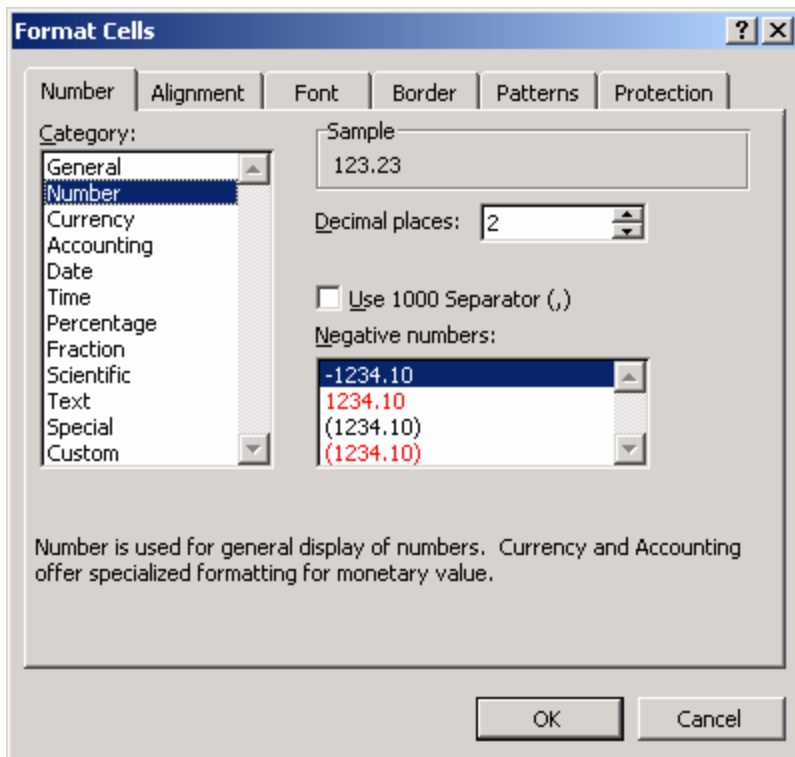 Format Cells
Number Alignment Font Border Patterns Protection
Category:
General
Number
Currency
Accounting
Date
Time
Percentage
Fraction
Scientific
Text
Special
Custom
Sample
123.23
Decimal places: 2
Use 1000 Separator (,)
Negative numbers:
-1234.10
1234.10
(1234.10)
(1234.10)
Number is used for general display of numbers.  Currency and Accounting
offer specialized formatting for monetary value.
OK Cancel